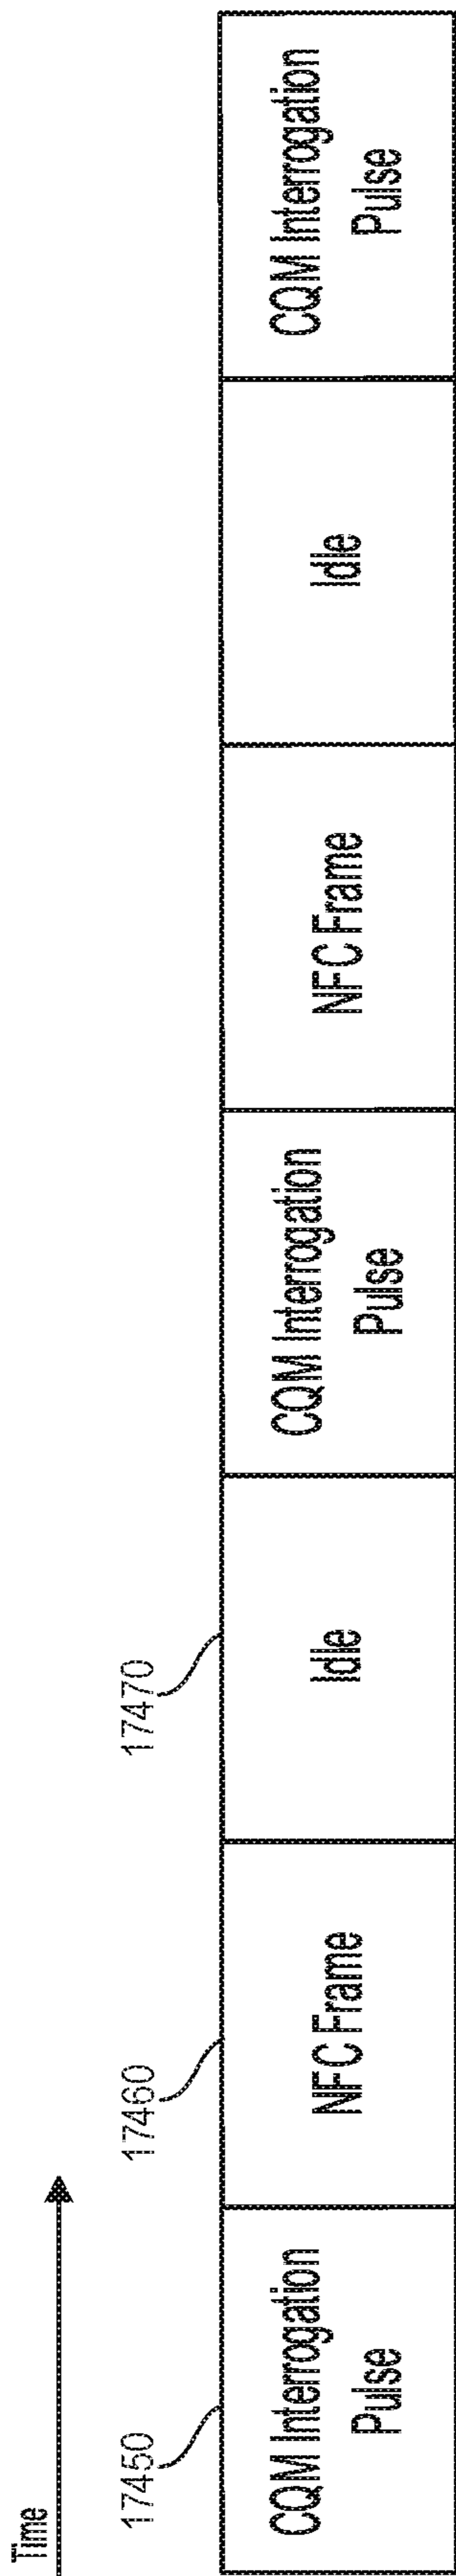 Time
17450
17460
17470
CQM Interrogation
Pulse
NFC Frame
Idle
CQM Interrogation
Pulse
NFC Frame
Idle
CQM Interrogation
Pulse